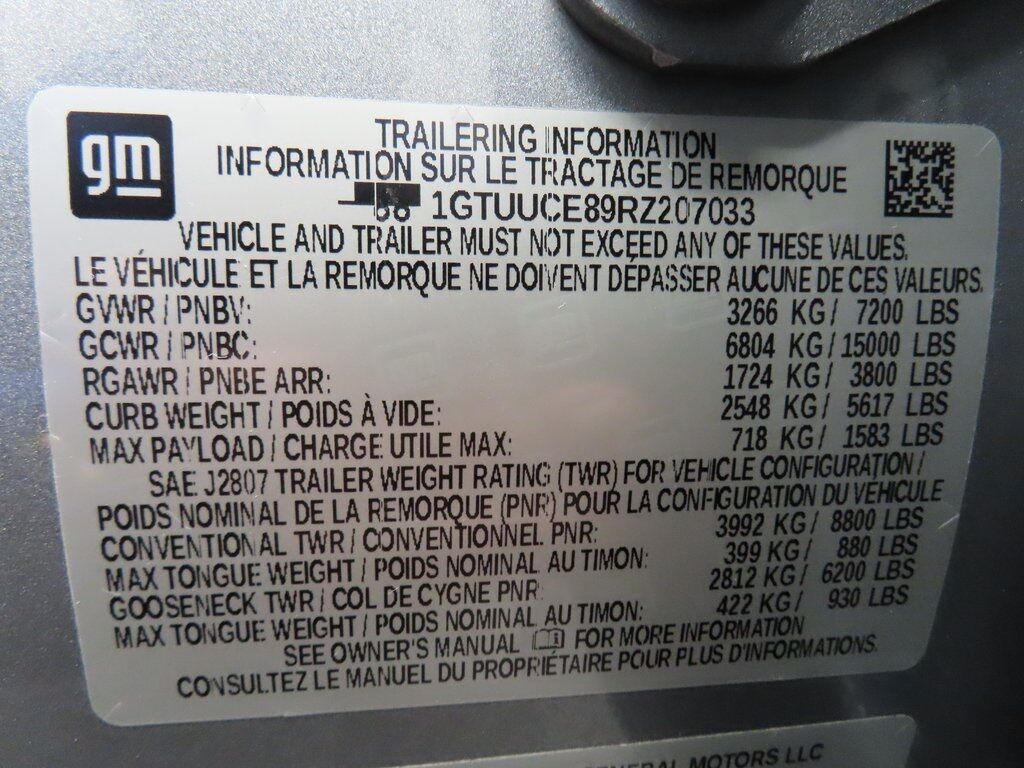 gm
TRAILERING INFORMATION
INFORMATION SUR LE TRACTAGE DE REMORQUE
1GTUUCE89RZ207033
VEHICLE AND TRAILER MUST NOT EXCEED ANY OF THESE VALUES.
LE VÉHICULE ET LA REMORQUE NE DOIVENT DÉPASSER AUCUNE DE CES VALEURS.
GVWR / PNBV: 3266 KG / 7200 LBS
GCWR / PNBC: 6804 KG / 15000 LBS
RGAWR / PNBE ARR: 1724 KG / 3800 LBS
CURB WEIGHT / POIDS À VIDE: 2548 KG / 5617 LBS
MAX PAYLOAD / CHARGE UTILE MAX: 718 KG / 1583 LBS
SAE J2807 TRAILER WEIGHT RATING (TWR) FOR VEHICLE CONFIGURATION /
POIDS NOMINAL DE LA REMORQUE (PNR) POUR LA CONFIGURATION DU VÉHICULE
CONVENTIONAL TWR / CONVENTIONNEL PNR: 3992 KG / 8800 LBS
MAX TONGUE WEIGHT / POIDS NOMINAL AU TIMON: 399 KG / 880 LBS
GOOSENECK TWR / COL DE CYGNE PNR: 2812 KG / 6200 LBS
MAX TONGUE WEIGHT / POIDS NOMINAL AU TIMON: 422 KG / 930 LBS
SEE OWNER'S MANUAL FOR MORE INFORMATION
CONSULTEZ LE MANUEL DU PROPRIÉTAIRE POUR PLUS D'INFORMATIONS.
GENERAL MOTORS LLC